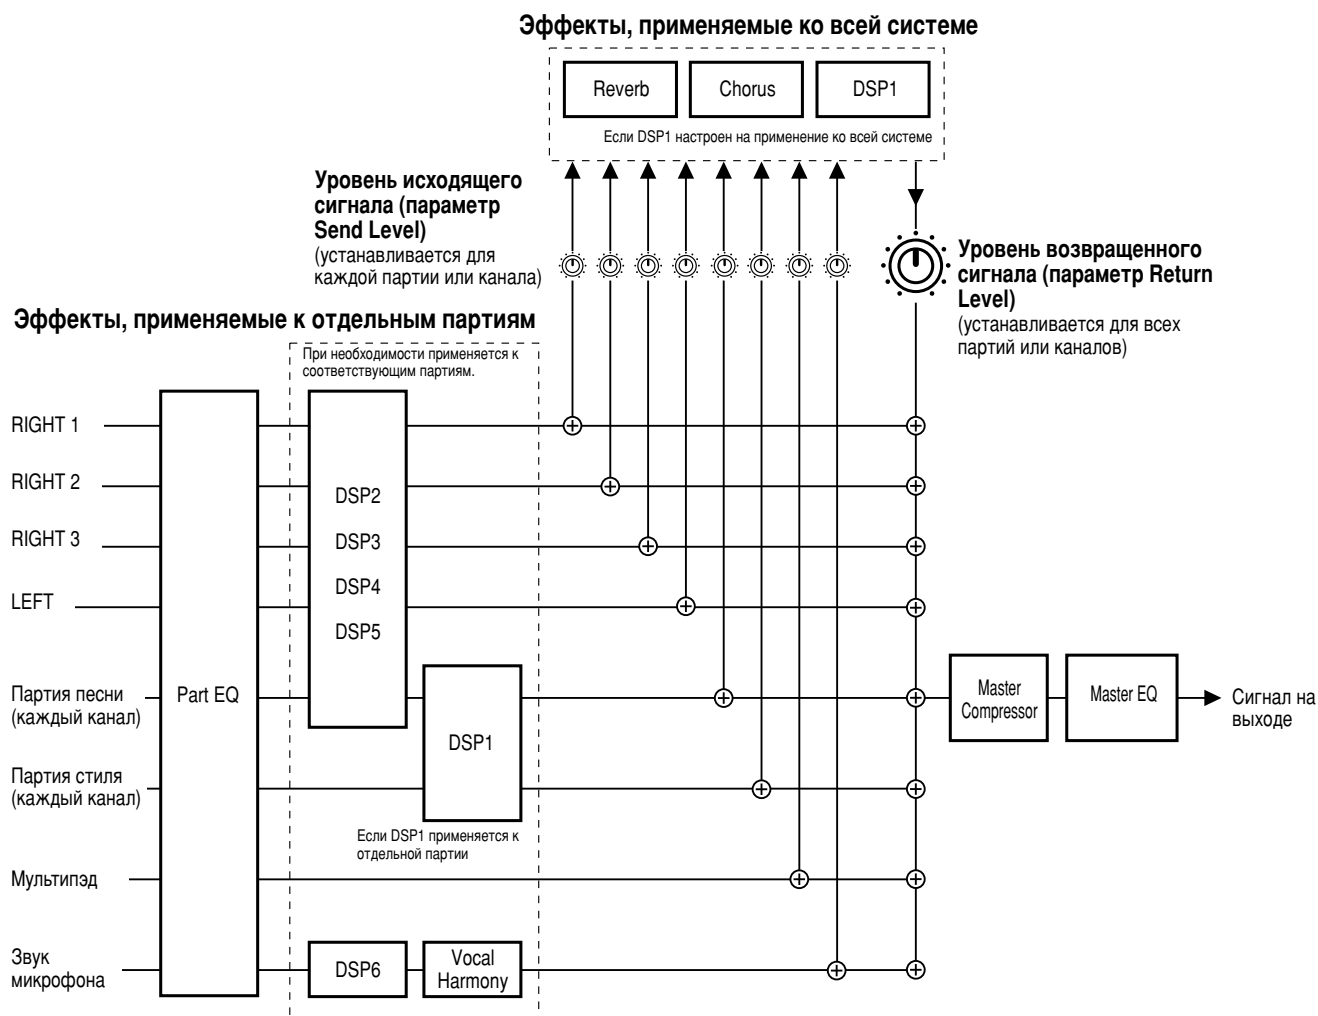 Эффекты, применяемые ко всей системе
Reverb
Chorus
DSP1
Если DSP1 настроен на применение ко всей системе
Уровень исходящего
сигнала (параметр
Send Level)
(устанавливается для
каждой партии или канала)
Уровень возвращенного
сигнала (параметр Return
Level)
(устанавливается для всех
партий или каналов)
Эффекты, применяемые к отдельным партиям
При необходимости применяется к
соответствующим партиям.
RIGHT 1
RIGHT 2
RIGHT 3
LEFT
Партия песни
(каждый канал)
Партия стиля
(каждый канал)
Мультипэд
Звук
микрофона
Part EQ
DSP2
DSP3
DSP4
DSP5
DSP1
Если DSP1 применяется к
отдельной партии
DSP6
Vocal
Harmony
Master
Compressor
Master EQ
Сигнал на
выходе